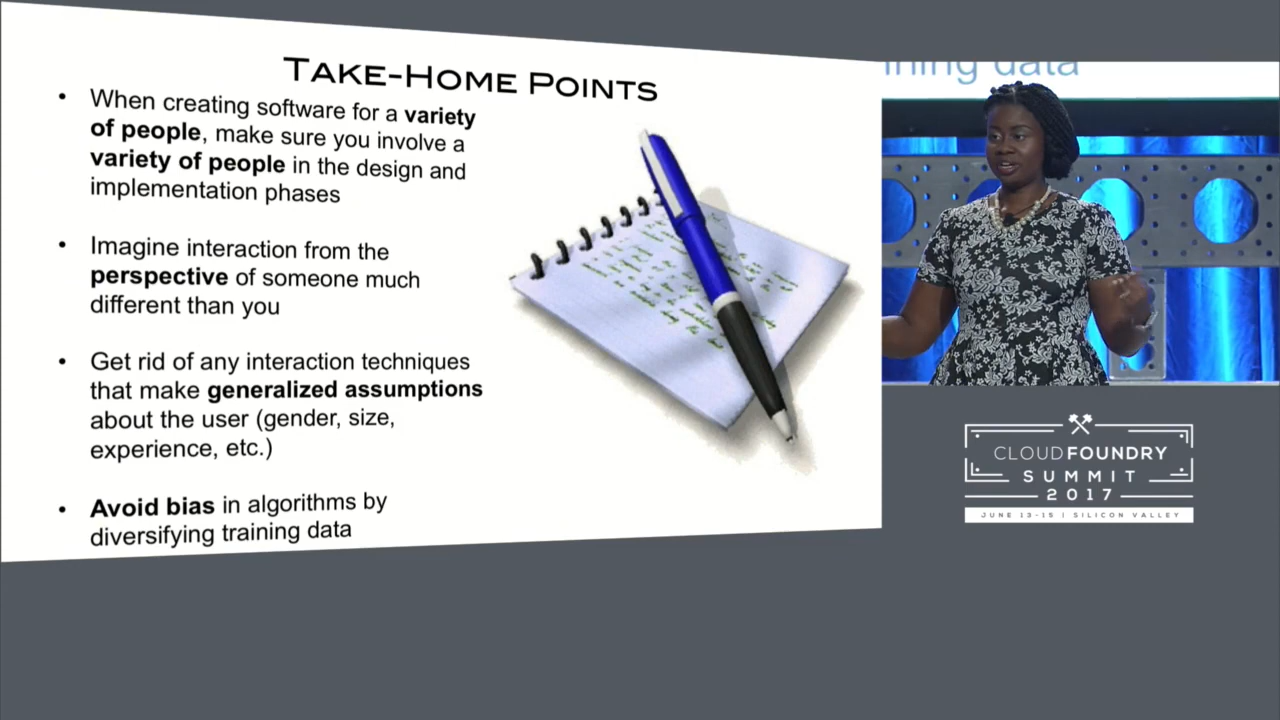 TAKE-HOME POINTS
• When creating software for a variety
of people, make sure you involve a
variety of people in the design and
implementation phases
• Imagine interaction from the
perspective of someone much
different than you
• Get rid of any interaction techniques
that make generalized assumptions
about the user (gender, size,
experience, etc.)
• Avoid bias in algorithms by
diversifying training data
ining data
CLOUDFOUNDRY
SUMMIT
2017
JUNE 13-15 | SILICON VALLEY